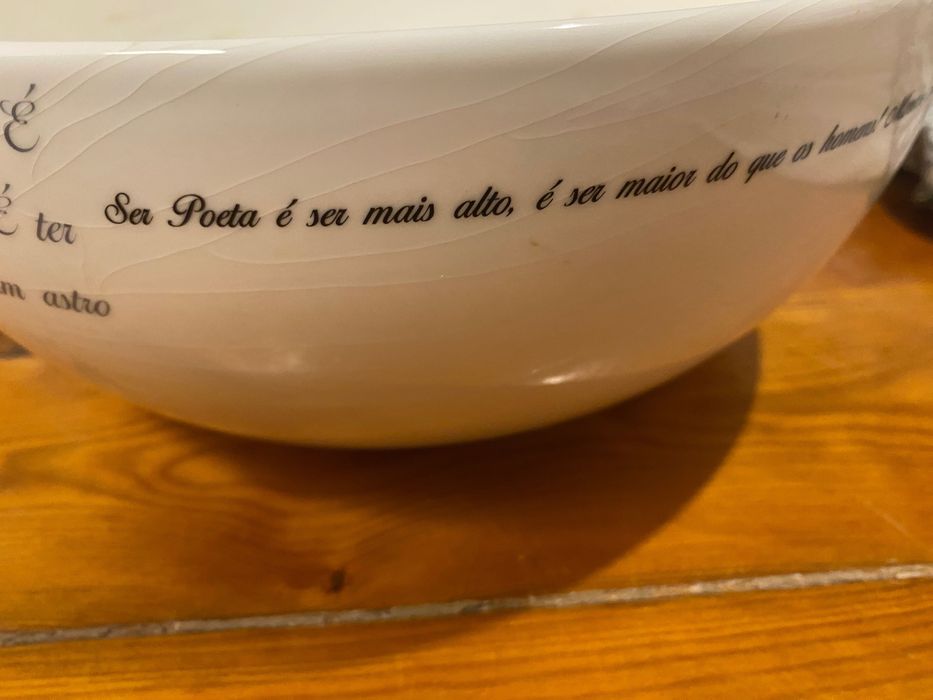 É
É ter
astro
Ser Poeta é ser mais alto, é ser maior do que os homens!